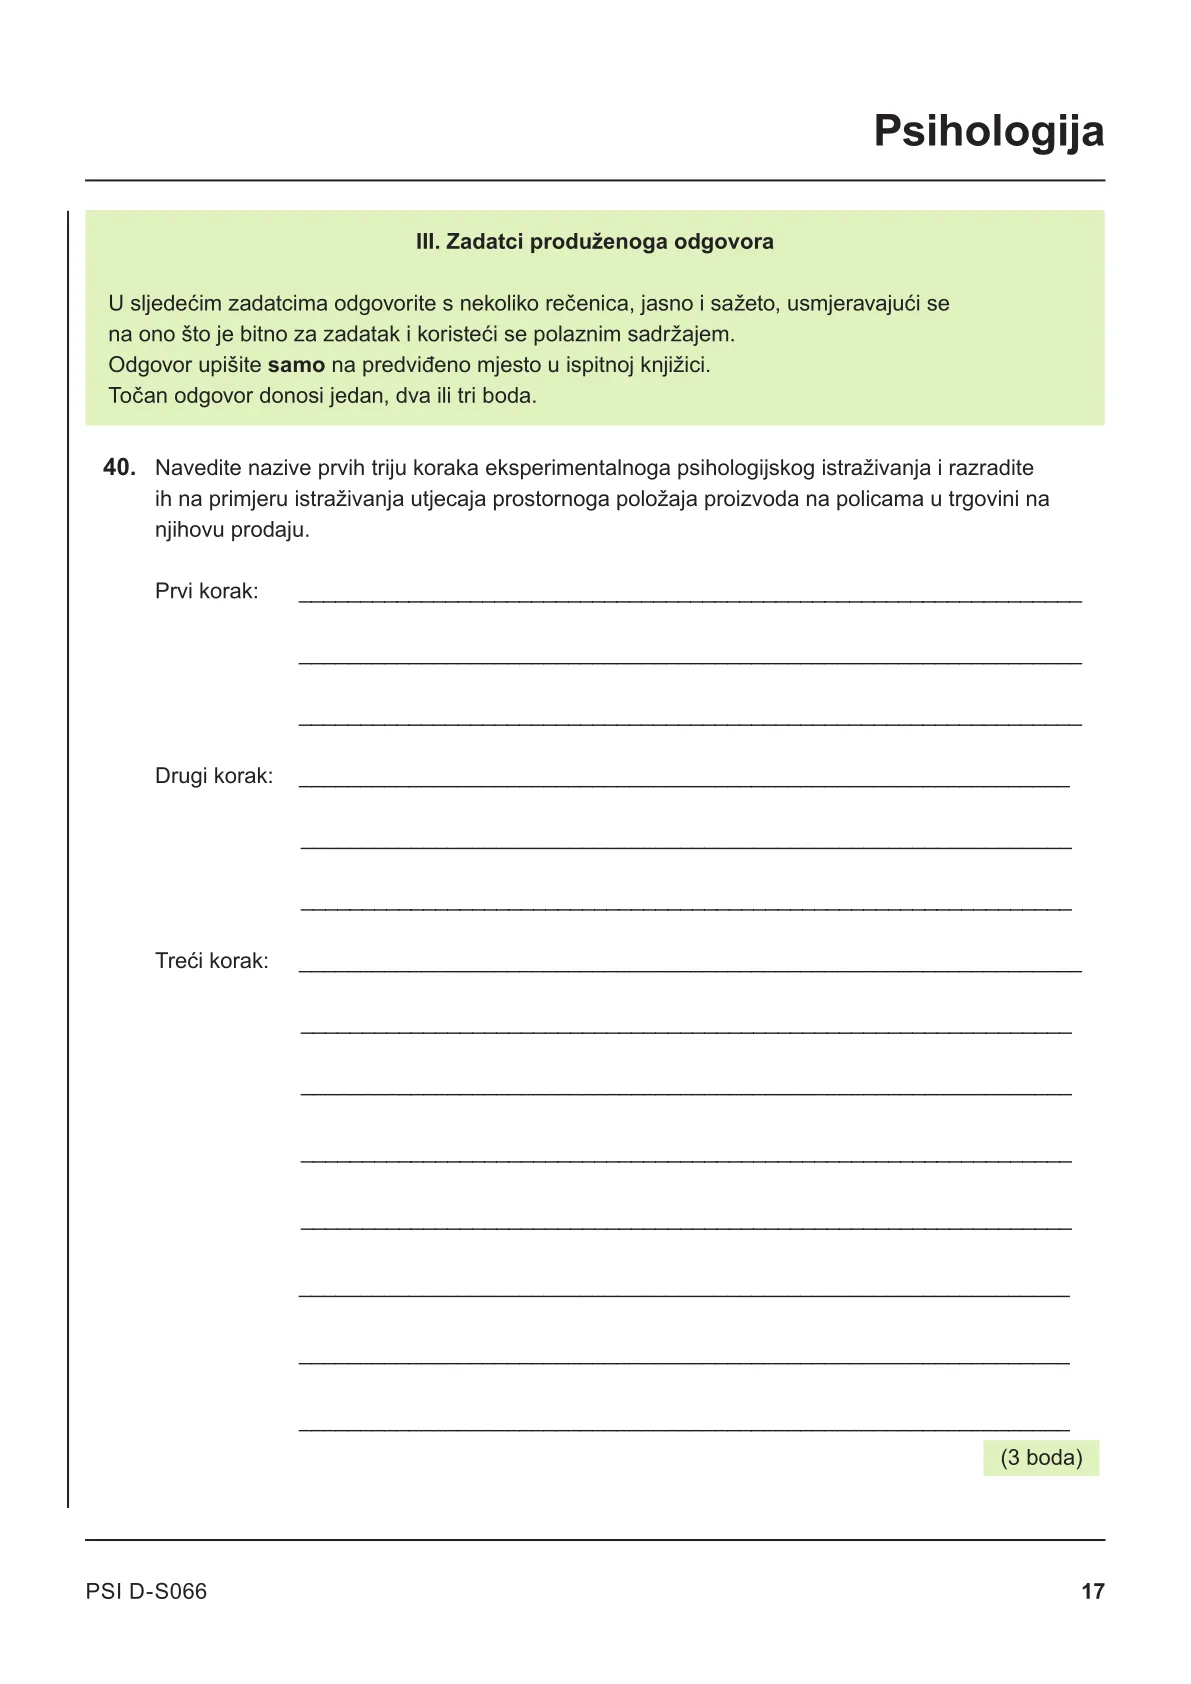 Psihologija
III. Zadatci produženoga odgovora
U sljedećim zadatcima odgovorite s nekoliko rečenica, jasno i sažeto, usmjeravajući se
na ono što je bitno za zadatak i koristeći se polaznim sadržajem.
Odgovor upišite samo na predviđeno mjesto u ispitnoj knjižici.
Točan odgovor donosi jedan, dva ili tri boda.
40. Navedite nazive prvih triju koraka eksperimentalnoga psihologijskog istraživanja i razradite
ih na primjeru istraživanja utjecaja prostornoga položaja proizvoda na policama u trgovini na
njihovu prodaju.
Prvi korak:
Drugi korak:
Treći korak:
(3 boda)
PSI D-S066 17